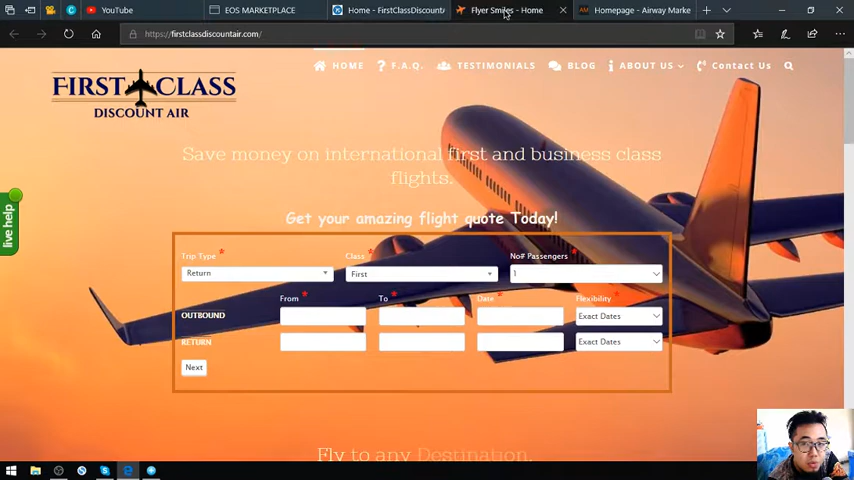 YouTube
EOS MARKETPLACE
Home - FirstClassDiscount
Flyer Smiles - Home
Homepage - Airway Marke
https://firstclassdiscountair.com/
FIRST CLASS
DISCOUNT AIR
HOME
F.A.Q.
TESTIMONIALS
BLOG
ABOUT US
Contact Us
Save money on international first and business class
flights.
Get your amazing flight quote Today!
live help
Trip Type *
Class *
No# Passengers *
Return
First
1
From *
To *
Date *
Flexibility *
OUTBOUND
Exact Dates
RETURN
Exact Dates
Next
Fly to any Destination.